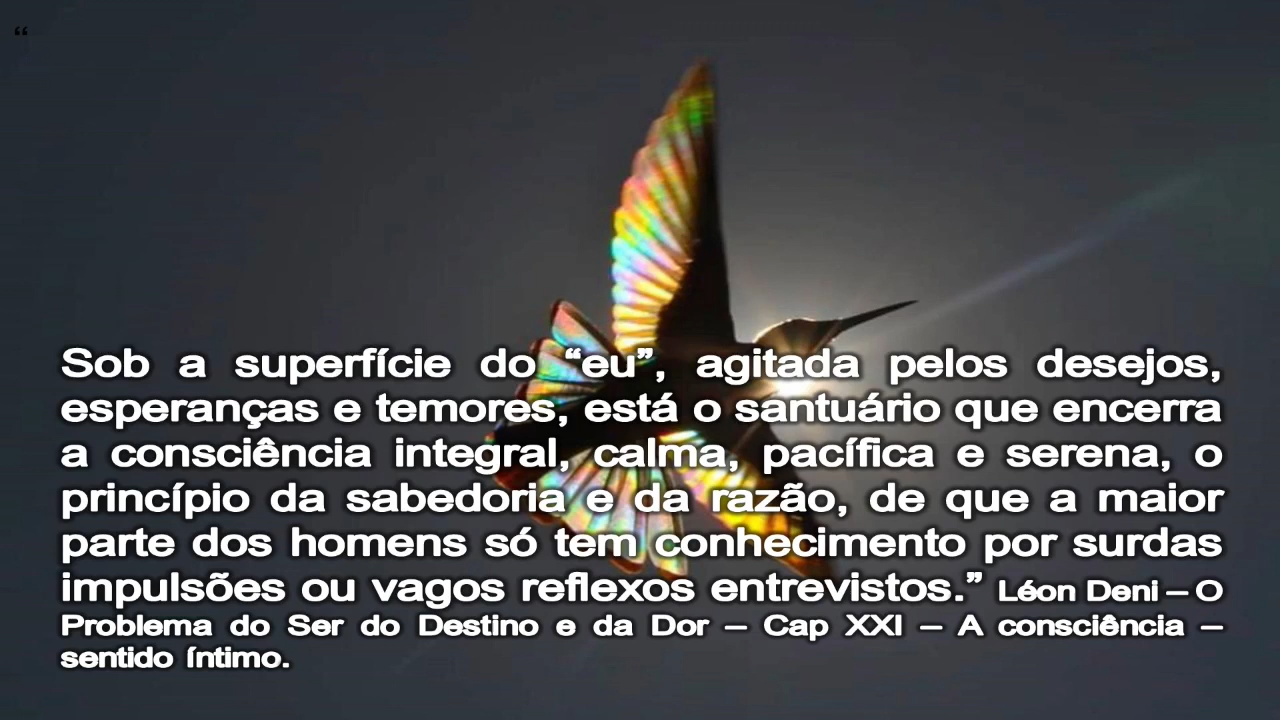 “
Sob a superfície do “eu”, agitada pelos desejos,
esperanças e temores, está o santuário que encerra
a consciência integral, calma, pacífica e serena, o
princípio da sabedoria e da razão, de que a maior
parte dos homens só tem conhecimento por surdas
impulsões ou vagos reflexos entrevistos.” Léon Deni – O
Problema do Ser do Destino e da Dor – Cap XXI – A consciência –
sentido íntimo.